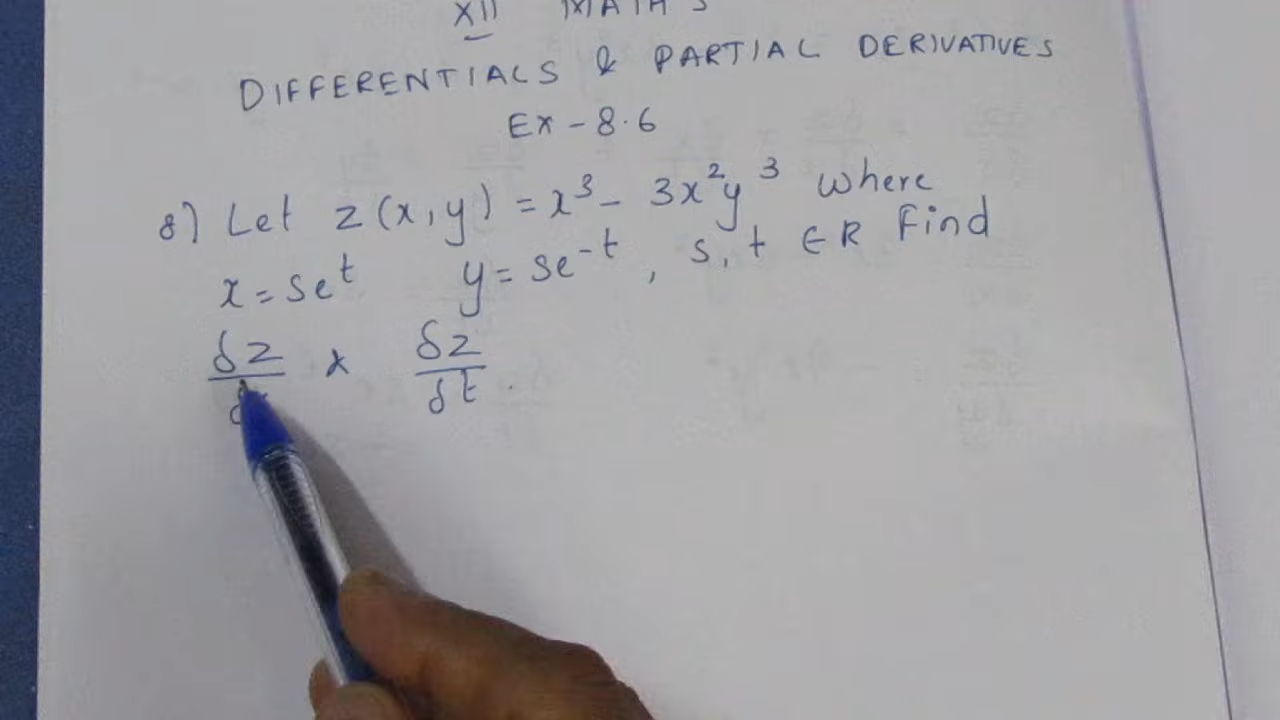 XII MATHS
DIFFERENTIALS & PARTIAL DERIVATIVES
Ex - 8.6
8) Let z(x,y) = x³ - 3x²y³ where
x = se^t y = se^-t, s, t ∈ R Find
δz/δ & δz/δt.